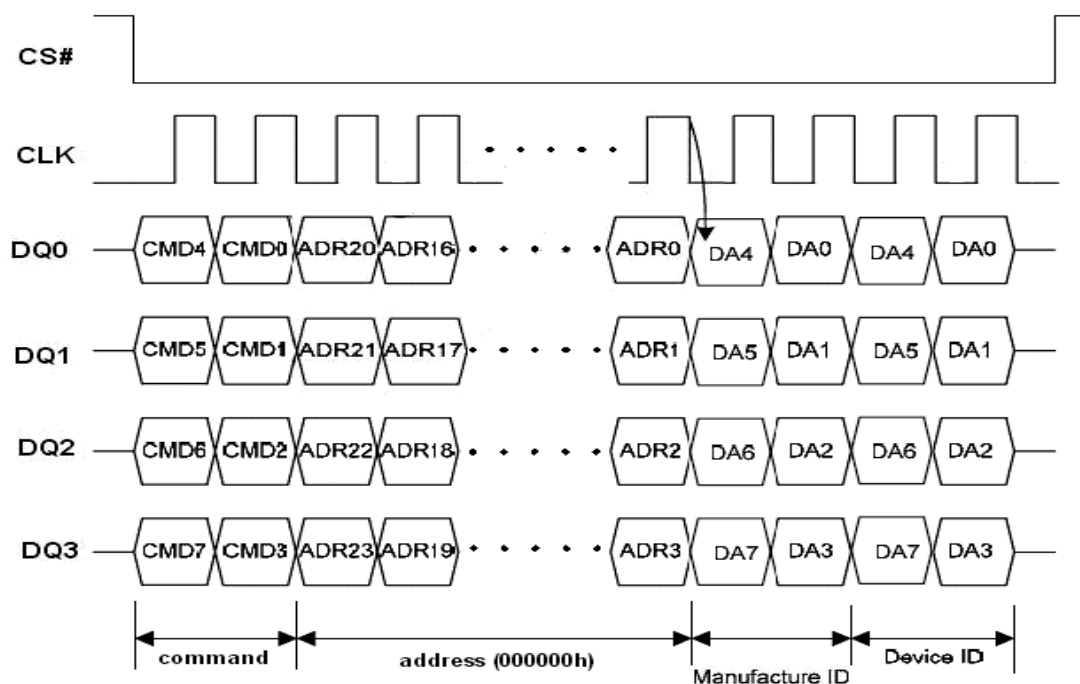 CS#
CLK
DQ0 CMD4 CMD0 ADR20 ADR16 ADR0 DA4 DA0 DA4 DA0
DQ1 CMD5 CMD1 ADR21 ADR17 ADR1 DA5 DA1 DA5 DA1
DQ2 CMD6 CMD2 ADR22 ADR18 ADR2 DA6 DA2 DA6 DA2
DQ3 CMD7 CMD3 ADR23 ADR19 ADR3 DA7 DA3 DA7 DA3
command address (000000h) Manufacture ID Device ID